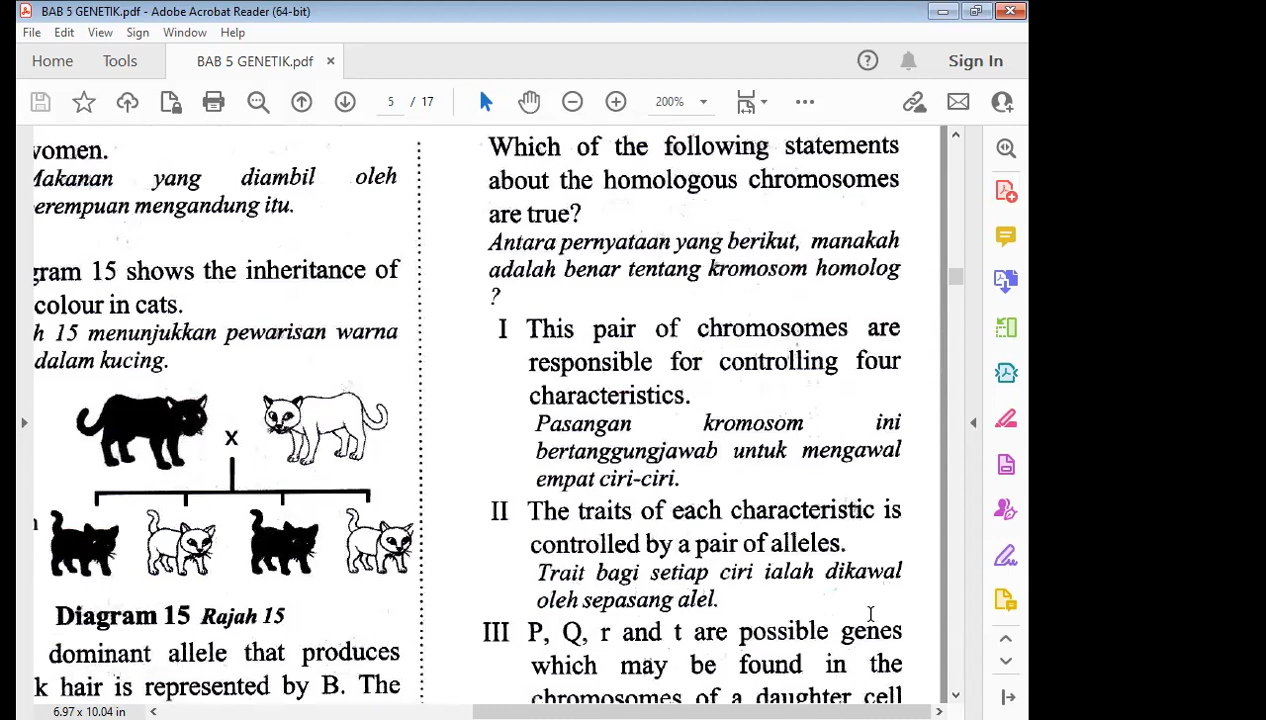 BAB 5 GENETIK.pdf - Adobe Acrobat Reader (64-bit)
File Edit View Sign Window Help
Home Tools BAB 5 GENETIK.pdf × Sign In
5 / 17 200%
women.
Makanan yang diambil oleh
perempuan mengandung itu.
gram 15 shows the inheritance of
colour in cats.
h 15 menunjukkan pewarisan warna
dalam kucing.
x
Diagram 15 Rajah 15
dominant allele that produces
k hair is represented by B. The
Which of the following statements
about the homologous chromosomes
are true?
Antara pernyataan yang berikut, manakah
adalah benar tentang kromosom homolog
?
I This pair of chromosomes are
responsible for controlling four
characteristics.
Pasangan kromosom ini
bertanggungjawab untuk mengawal
empat ciri-ciri.
II The traits of each characteristic is
controlled by a pair of alleles.
Trait bagi setiap ciri ialah dikawal
oleh sepasang alel.
III P, Q, r and t are possible genes
which may be found in the
chromosomes of a daughter cell
6.97 x 10.04 in